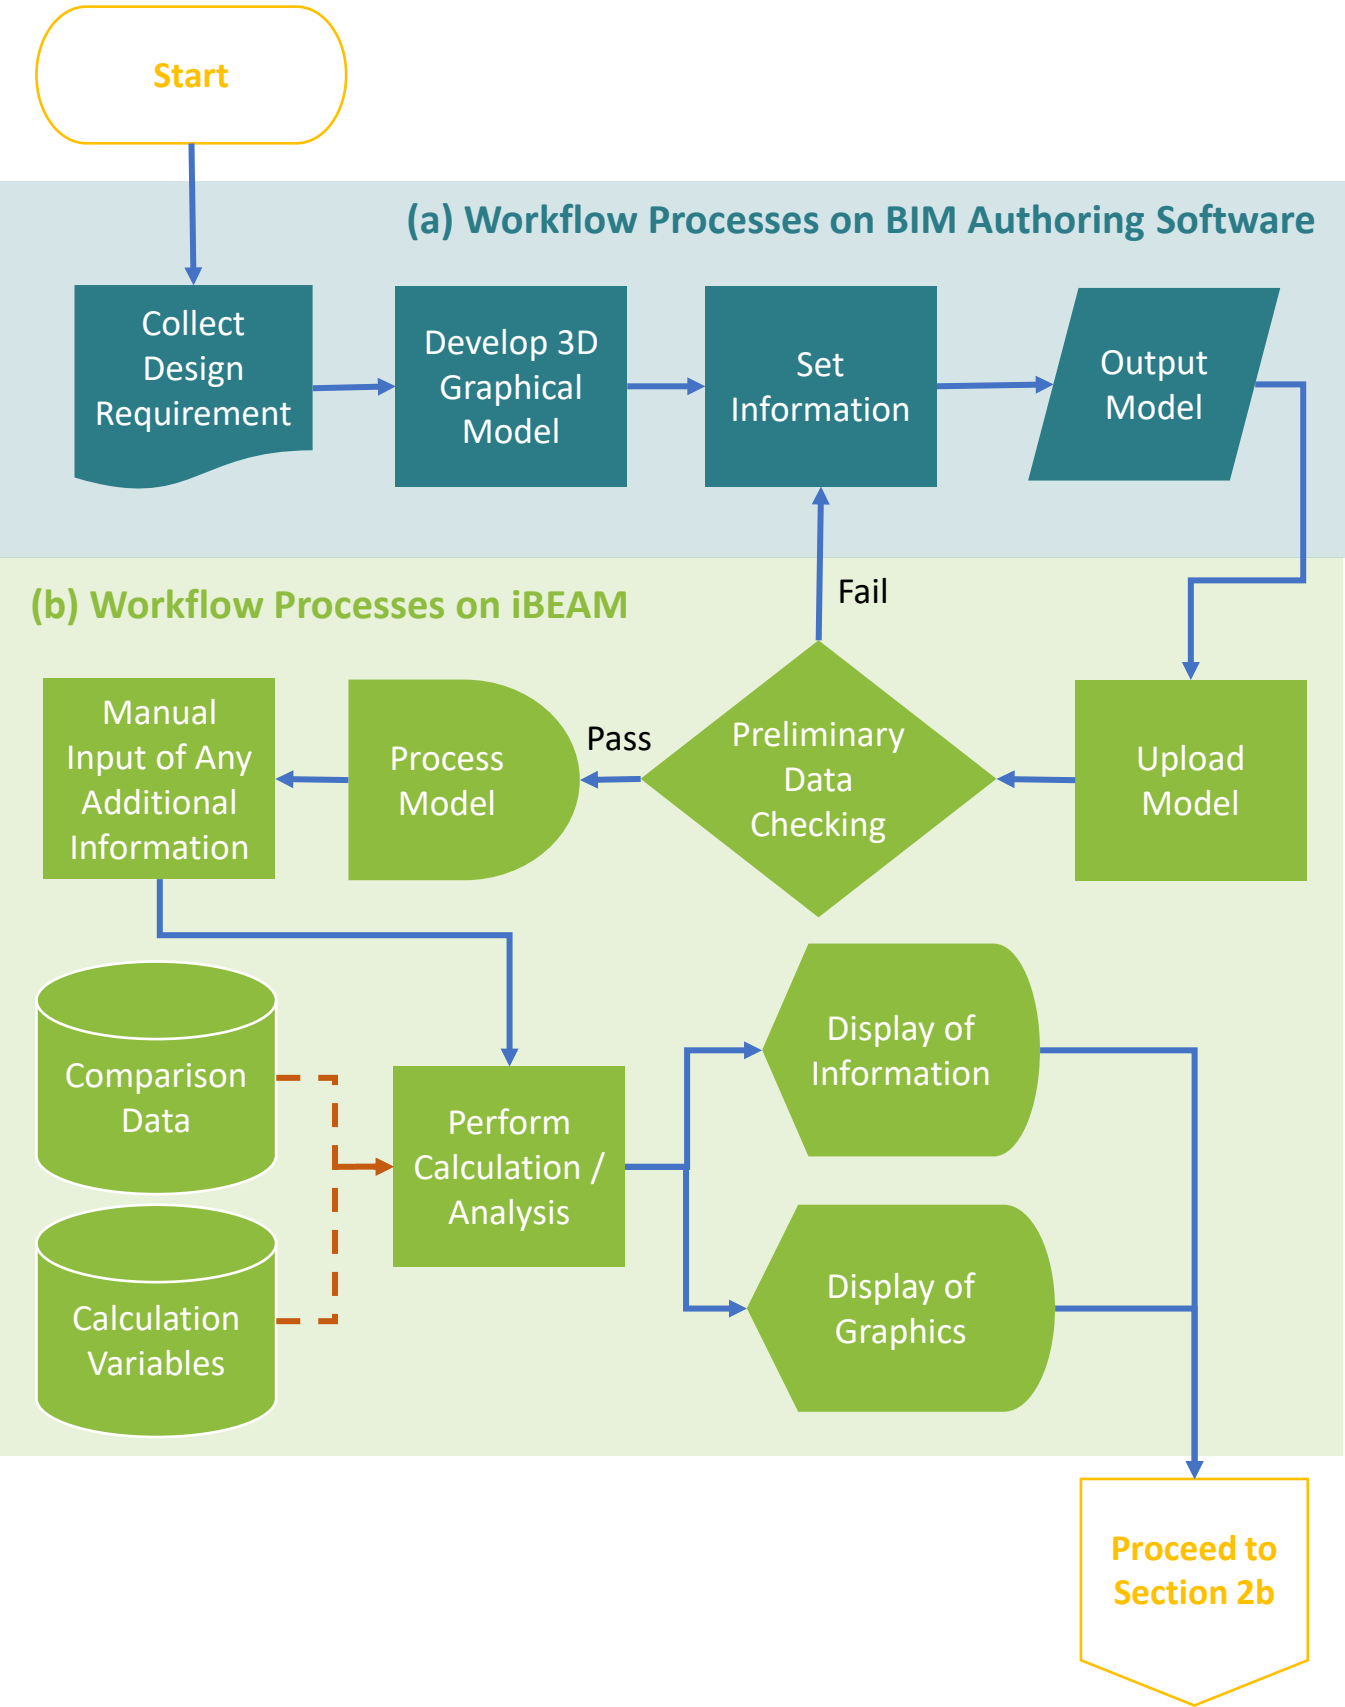 Start
(a) Workflow Processes on BIM Authoring Software
Collect
Design
Requirement
Develop 3D
Graphical
Model
Set
Information
Output
Model
Fail
(b) Workflow Processes on iBEAM
Manual
Input of Any
Additional
Information
Process
Model
Pass
Preliminary
Data
Checking
Upload
Model
Comparison
Data
Calculation
Variables
Perform
Calculation /
Analysis
Display of
Information
Display of
Graphics
Proceed to
Section 2b